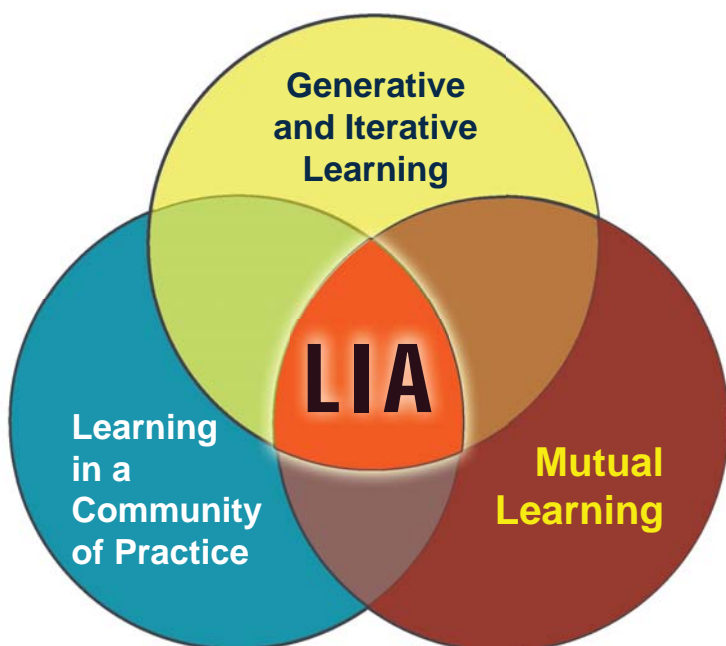 Generative
and Iterative
Learning
LIA
Learning
in a
Community
of Practice
Mutual
Learning